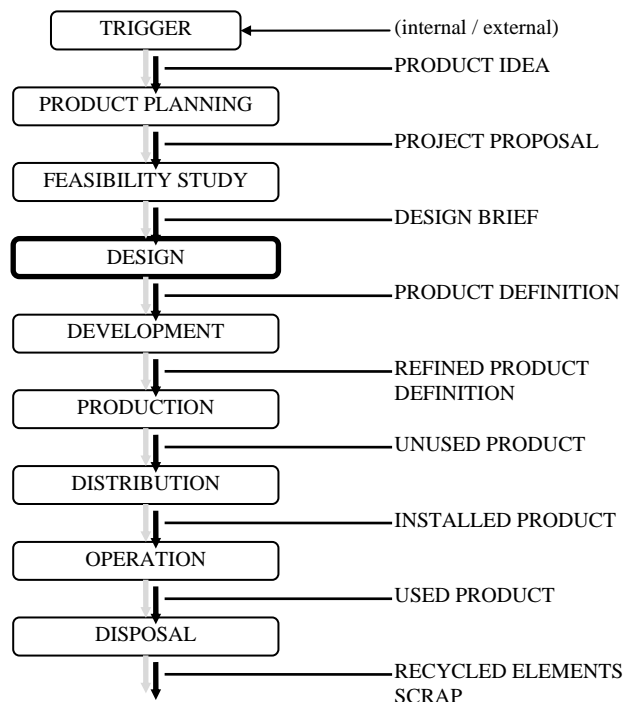 TRIGGER
(internal / external)
PRODUCT IDEA
PRODUCT PLANNING
PROJECT PROPOSAL
FEASIBILITY STUDY
DESIGN BRIEF
DESIGN
PRODUCT DEFINITION
DEVELOPMENT
REFINED PRODUCT
DEFINITION
PRODUCTION
UNUSED PRODUCT
DISTRIBUTION
INSTALLED PRODUCT
OPERATION
USED PRODUCT
DISPOSAL
RECYCLED ELEMENTS
SCRAP